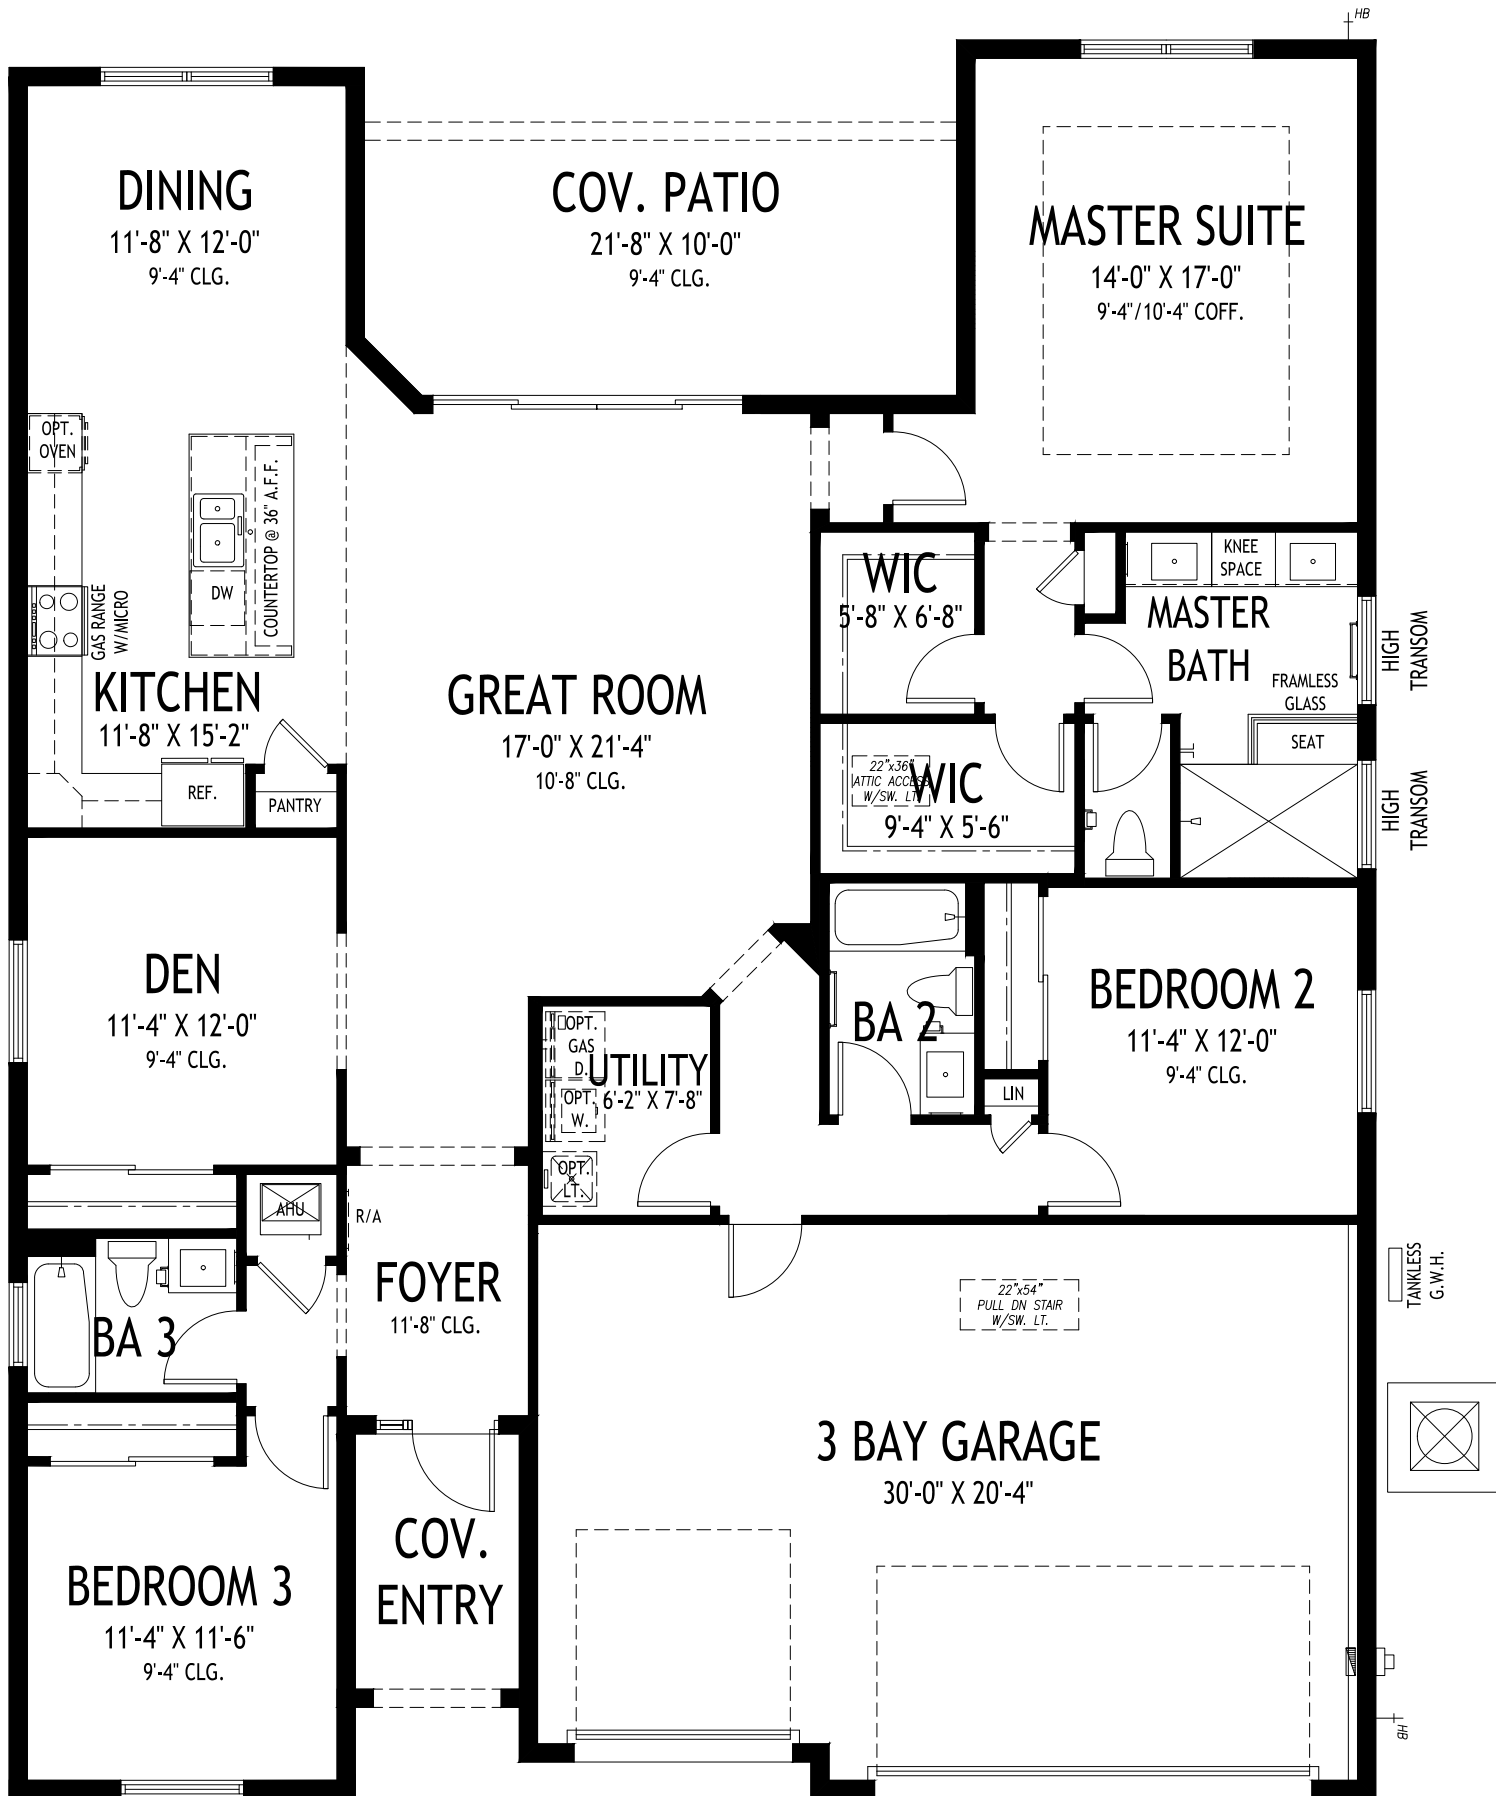 HB
DINING
11'-8" X 12'-0"
9'-4" CLG.
COV. PATIO
21'-8" X 10'-0"
9'-4" CLG.
MASTER SUITE
14'-0" X 17'-0"
9'-4"/10'-4" COFF.
OPT.
OVEN
COUNTERTOP @ 36" A.F.F.
DW
GAS RANGE
W/MICRO
KITCHEN
11'-8" X 15'-2"
REF.
PANTRY
GREAT ROOM
17'-0" X 21'-4"
10'-8" CLG.
WIC
5'-8" X 6'-8"
KNEE
SPACE
MASTER
BATH
HIGH
TRANSOM
FRAMLESS
GLASS
SEAT
22"x36"
ATTIC ACCESS
W/SW. LT.
WIC
9'-4" X 5'-6"
HIGH
TRANSOM
DEN
11'-4" X 12'-0"
9'-4" CLG.
OPT.
GAS
D.
UTILITY
6'-2" X 7'-8"
OPT.
W.
OPT.
LT.
BA 2
LIN
BEDROOM 2
11'-4" X 12'-0"
9'-4" CLG.
AHU
R/A
FOYER
11'-8" CLG.
BA 3
22"x54"
PULL DN STAIR
W/SW. LT.
TANKLESS
G.W.H.
3 BAY GARAGE
30'-0" X 20'-4"
COV.
ENTRY
BEDROOM 3
11'-4" X 11'-6"
9'-4" CLG.
HB